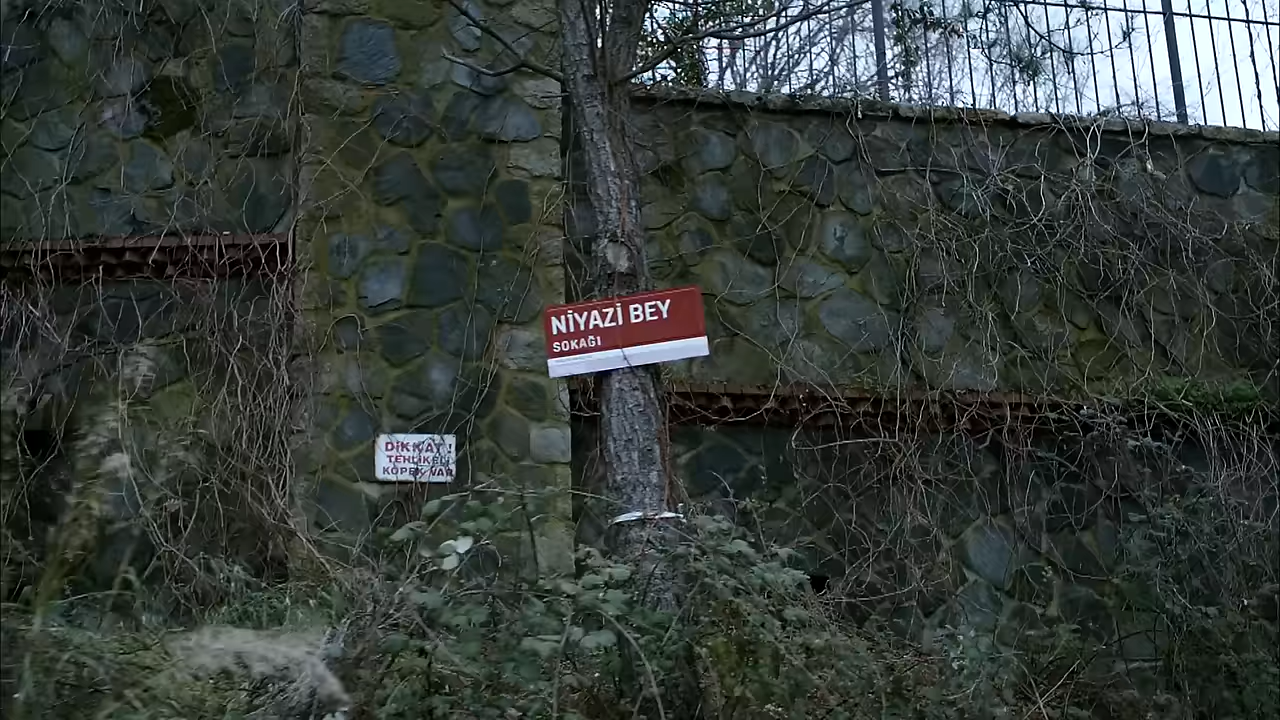 NİYAZİ BEY
SOKAĞI
DİKKAT !
TEHLİKELİ
KÖPEK VAR